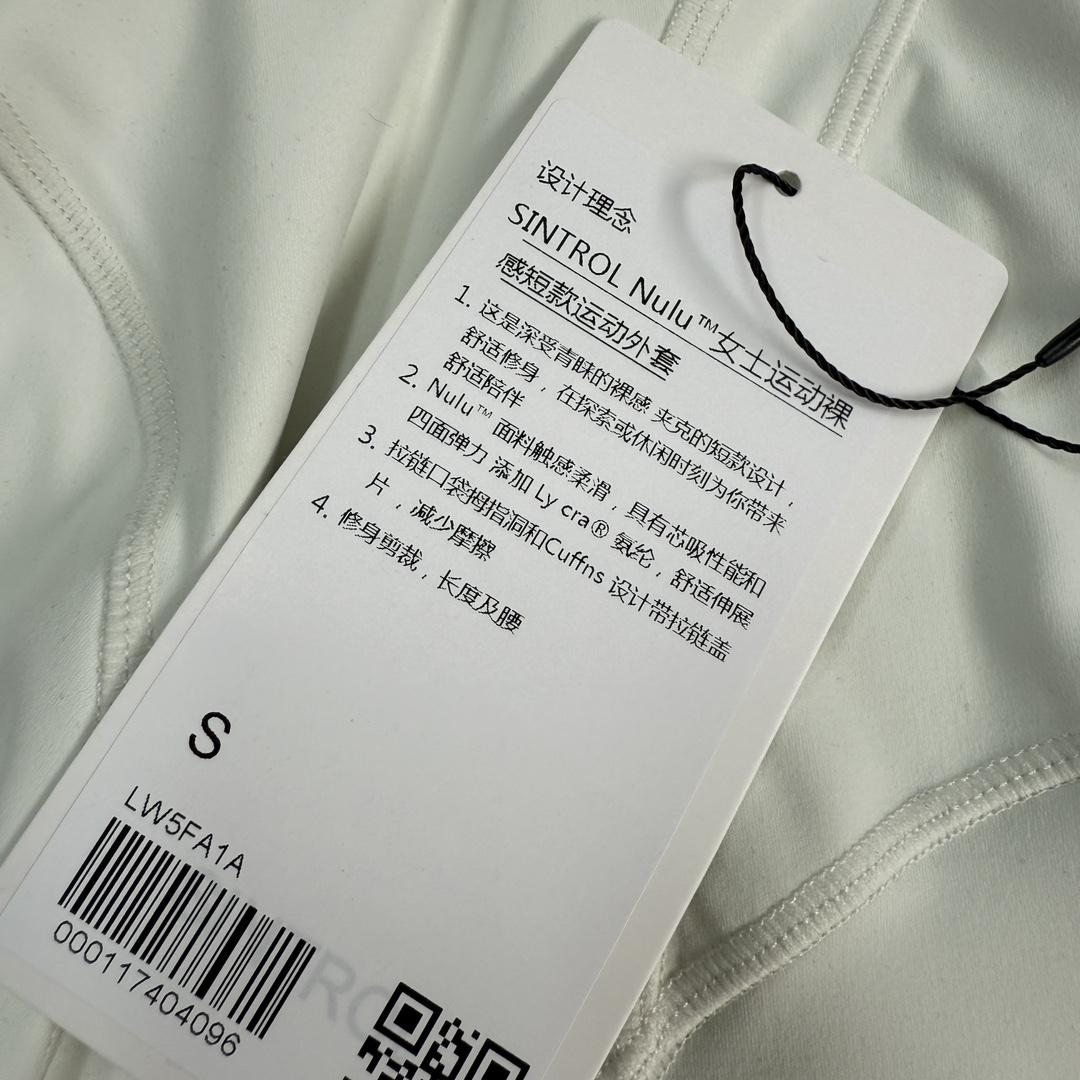 设计理念
SINTROL Nulu™女士运动裸
感短款运动外套
1. 这是深受青睐的裸感 夹克的短款设计，
舒适修身，在探索或休闲时刻为你带来
舒适陪伴
2. Nulu™ 面料触感柔滑，具有芯吸性能和
四面弹力 添加 Ly cra® 氨纶，舒适伸展
3. 拉链口袋拇指洞和Cuffns 设计带拉链盖
片，减少摩擦
4. 修身剪裁，长度及腰
S
LW5FA1A
000117404096